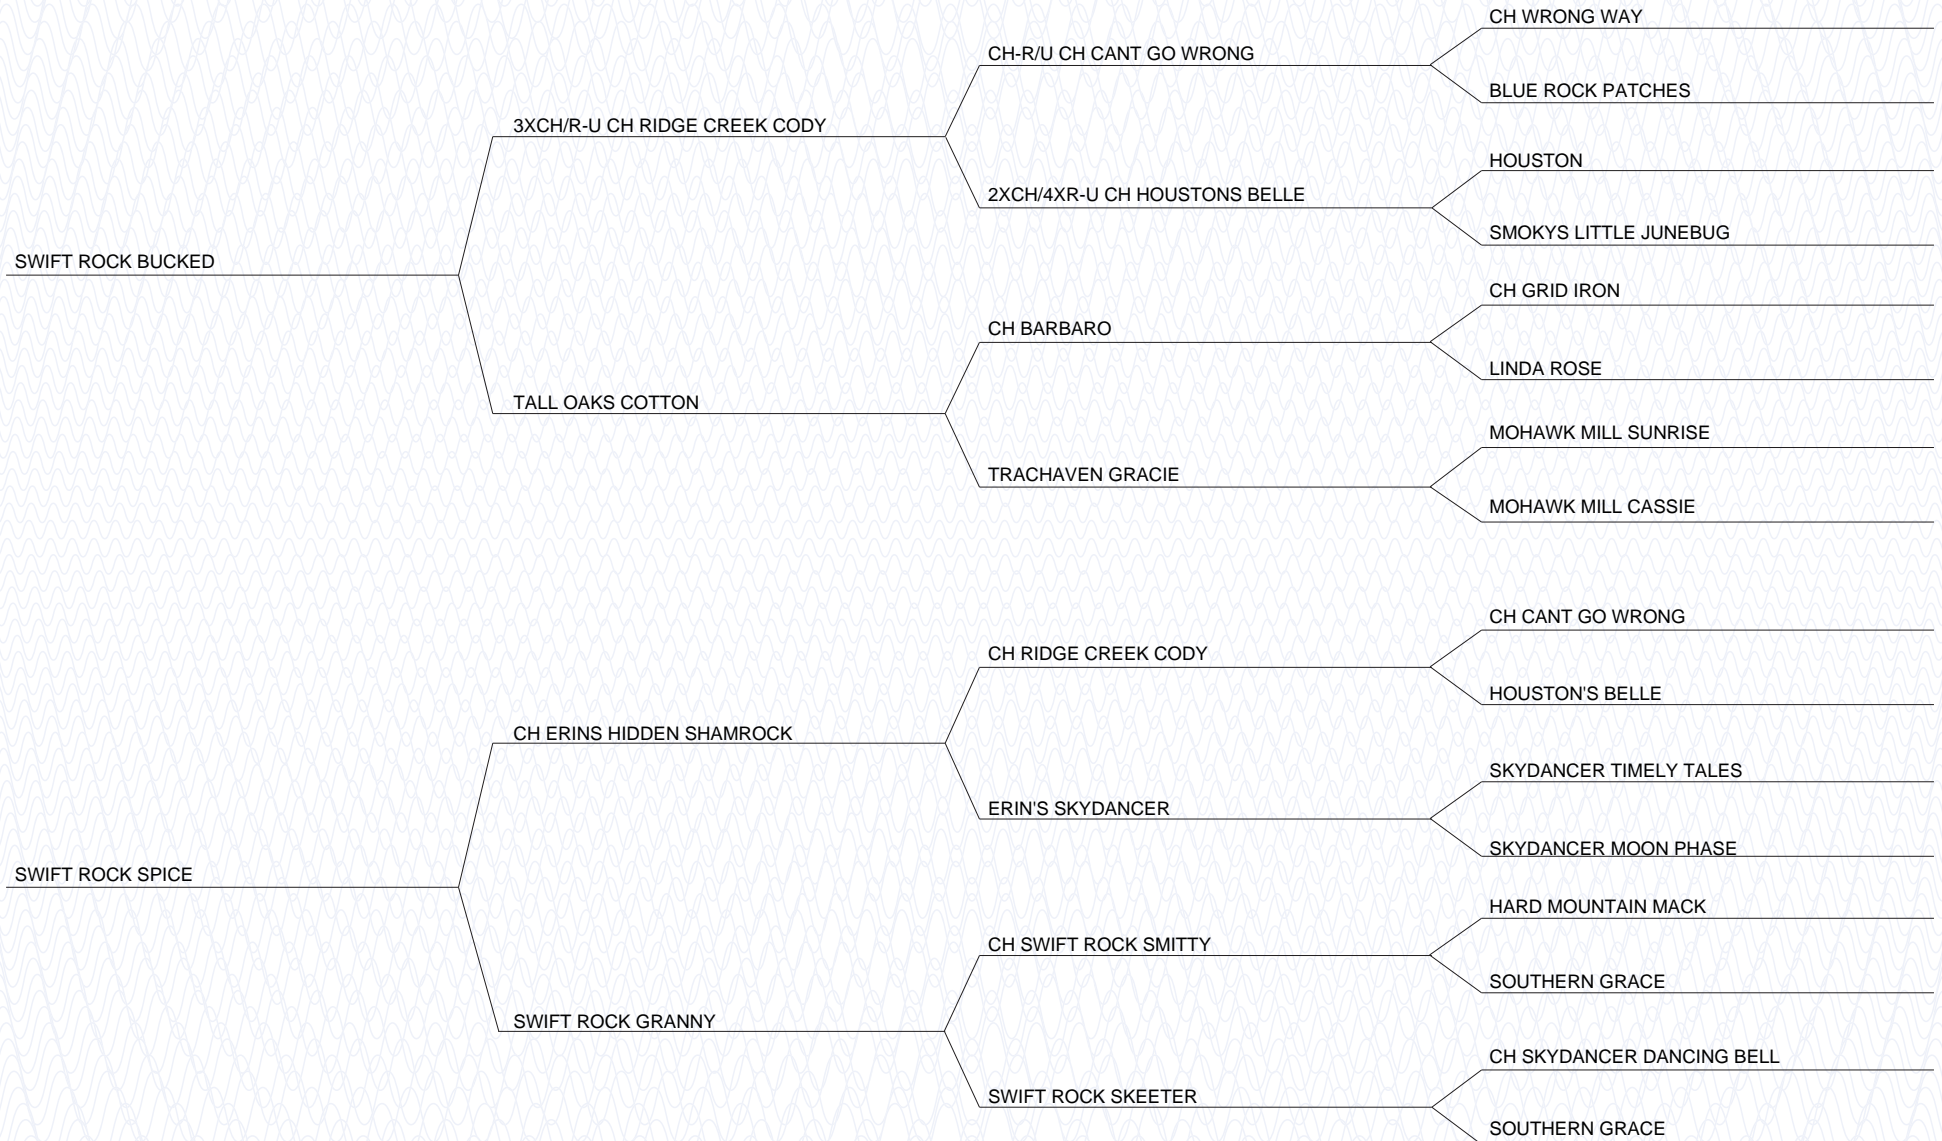 CH WRONG WAY
CH-R/U CH CANT GO WRONG
BLUE ROCK PATCHES
3XCH/R-U CH RIDGE CREEK CODY
HOUSTON
2XCH/4XR-U CH HOUSTONS BELLE
SMOKYS LITTLE JUNEBUG
SWIFT ROCK BUCKED
CH GRID IRON
CH BARBARO
LINDA ROSE
TALL OAKS COTTON
MOHAWK MILL SUNRISE
TRACHAVEN GRACIE
MOHAWK MILL CASSIE
CH CANT GO WRONG
CH RIDGE CREEK CODY
HOUSTON'S BELLE
CH ERINS HIDDEN SHAMROCK
SKYDANCER TIMELY TALES
ERIN'S SKYDANCER
SKYDANCER MOON PHASE
SWIFT ROCK SPICE
HARD MOUNTAIN MACK
CH SWIFT ROCK SMITTY
SOUTHERN GRACE
SWIFT ROCK GRANNY
CH SKYDANCER DANCING BELL
SWIFT ROCK SKEETER
SOUTHERN GRACE